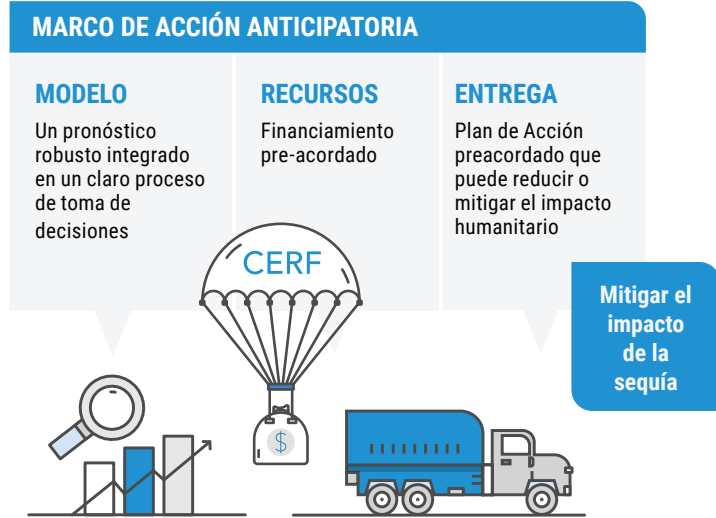 MARCO DE ACCIÓN ANTICIPATORIA
MODELO
Un pronóstico
robusto integrado
en un claro proceso
de toma de
decisiones
RECURSOS
Financiamiento
pre-acordado
ENTREGA
Plan de Acción
preacordado que
puede reducir o
mitigar el impacto
humanitario
CERF
$
Mitigar el
impacto
de la
sequía